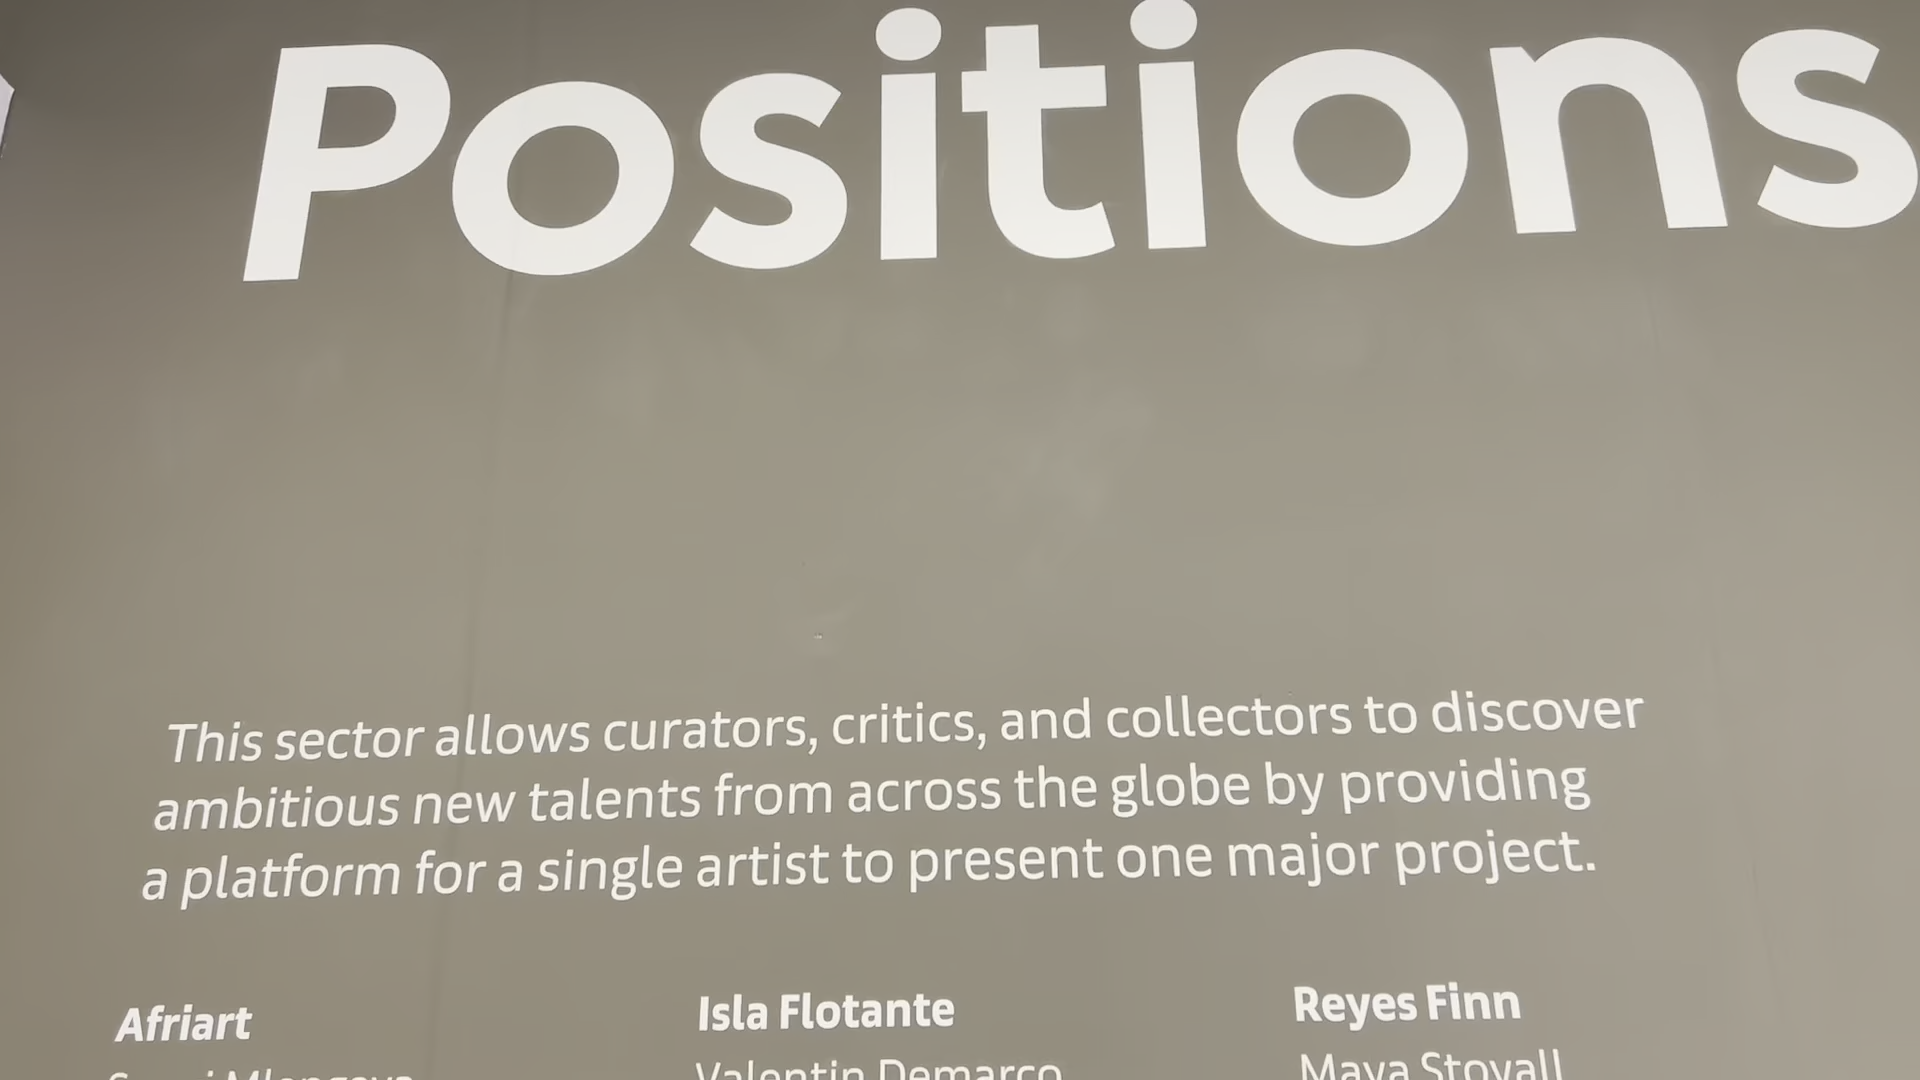 Positions
This sector allows curators, critics, and collectors to discover
ambitious new talents from across the globe by providing
a platform for a single artist to present one major project.
Afriart
Isla Flotante
Reyes Finn
Valentin Demarco
Maya Stovall